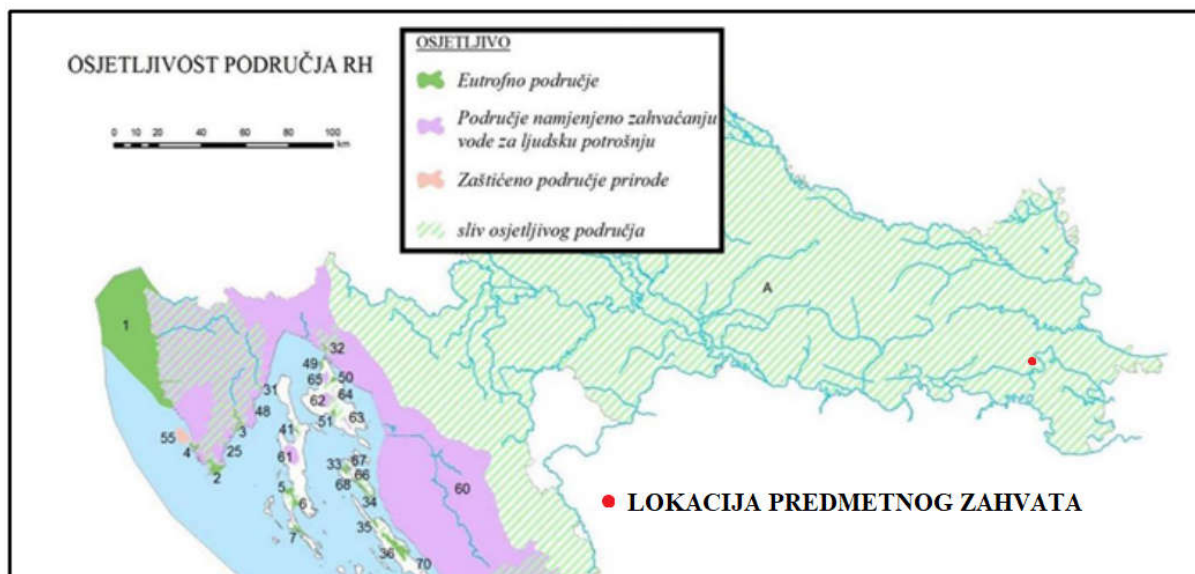 OSJETLJIVOST PODRUČJA RH
0 10 20 40 60 80 100
km
OSJETLJIVO
Eutrofno područje
Područje namjenjeno zahvaćanju
vode za ljudsku potrošnju
Zaštićeno područje prirode
sliv osjetljivog područja
A
1
32
49
65
50
31
62
64
48
51
63
3
41
55
4
25
61
2
33
67
66
5
68
60
6
34
7
35
36
70
LOKACIJA PREDMETNOG ZAHVATA